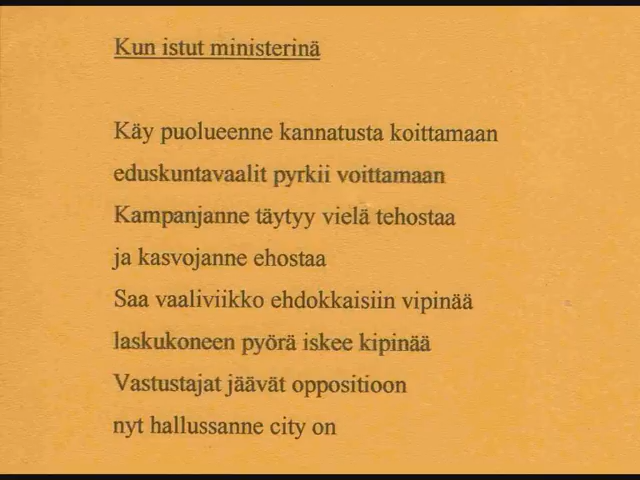 Kun istut ministerinä
Käy puolueenne kannatusta koittamaan
eduskuntavaalit pyrkii voittamaan
Kampanjanne täytyy vielä tehostaa
ja kasvojanne ehostaa
Saa vaaliviikko ehdokkaisiin vipinää
laskukoneen pyörä iskee kipinää
Vastustajat jäävät oppositioon
nyt hallussanne city on